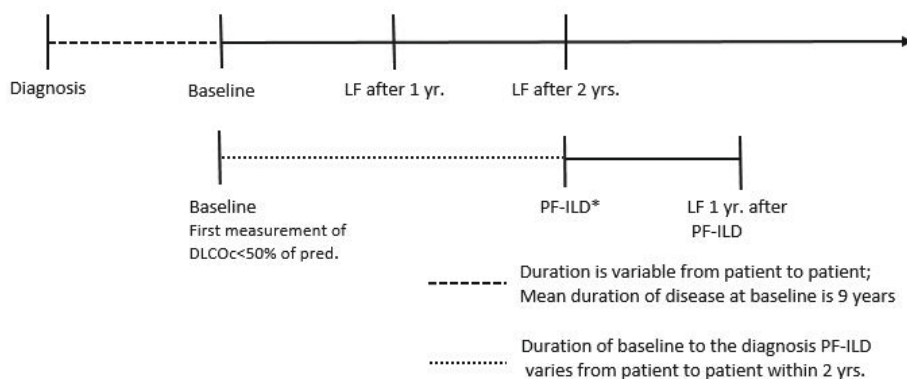 Diagnosis
Baseline
LF after 1 yr.
LF after 2 yrs.
Baseline
First measurement of
DLCOc<50% of pred.
PF-ILD*
LF 1 yr. after
PF-ILD
Duration is variable from patient to patient;
Mean duration of disease at baseline is 9 years
Duration of baseline to the diagnosis PF-ILD
varies from patient to patient within 2 yrs.